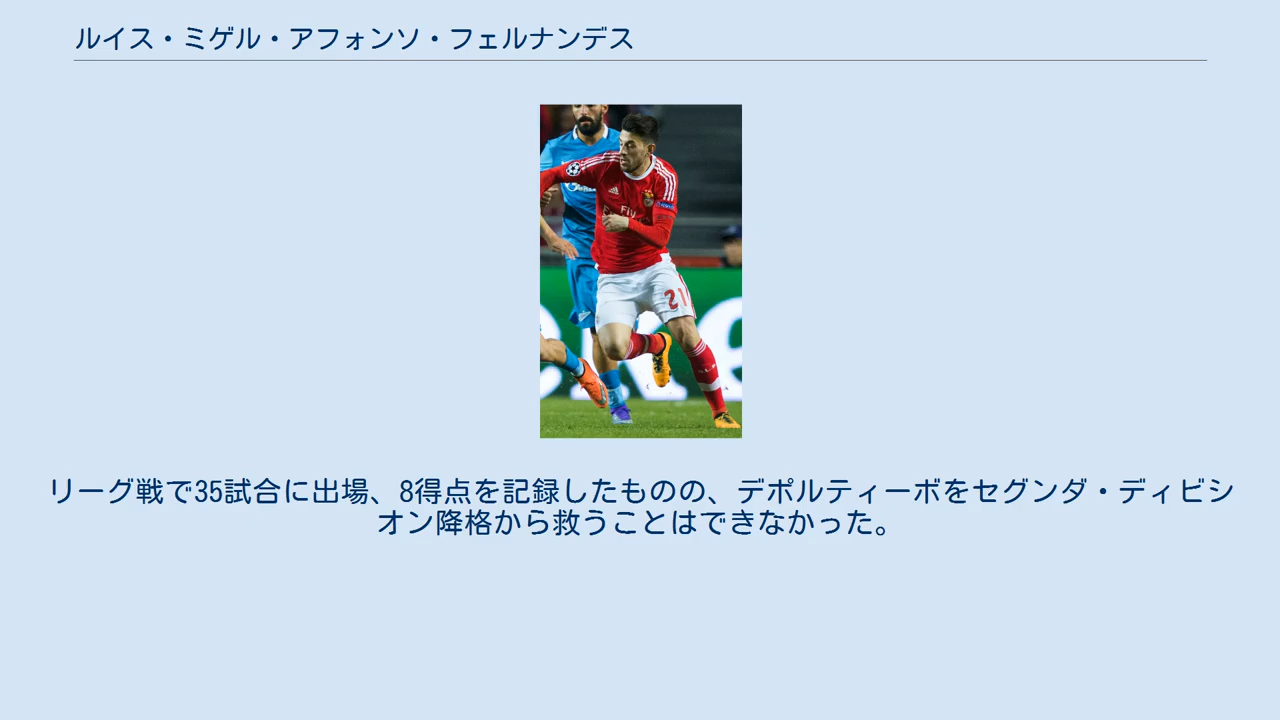 ルイス・ミゲル・アフォンソ・フェルナンデス
21
リーグ戦で35試合に出場、8得点を記録したものの、デポルティーボをセグンダ・ディビシ
オン降格から救うことはできなかった。